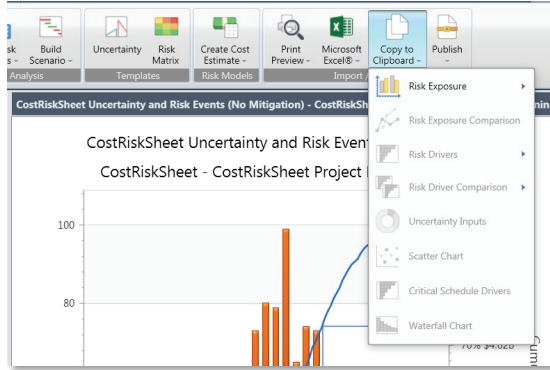 sk
s
Build
Scenario
Uncertainty
Risk
Matrix
Create Cost
Estimate
Print
Preview
Microsoft
Excel®
Copy to
Clipboard
Publish
Analysis
Templates
Risk Models
Import /
CostRiskSheet Uncertainty and Risk Events (No Mitigation) - CostRiskSh
nin
CostRiskSheet Uncertainty and Risk Event
CostRiskSheet - CostRiskSheet Project
100
80
Risk Exposure
Risk Exposure Comparison
Risk Drivers
Risk Driver Comparison
Uncertainty Inputs
Scatter Chart
Critical Schedule Drivers
Waterfall Chart
70% $4.62B